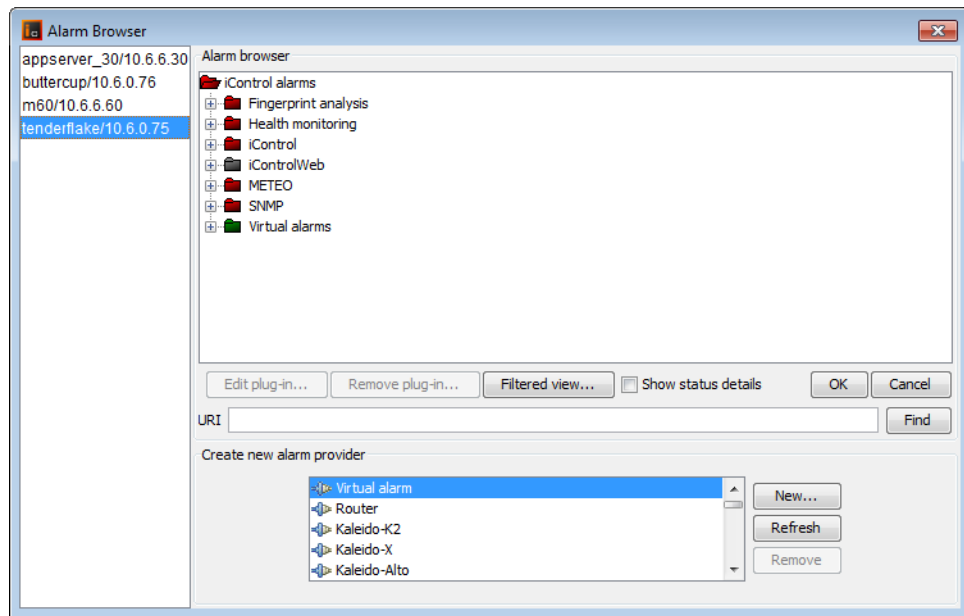 Alarm Browser
appserver_30/10.6.6.30
buttercup/10.6.0.76
m60/10.6.6.60
tenderflake/10.6.0.75
Alarm browser
iControl alarms
Fingerprint analysis
Health monitoring
iControl
iControlWeb
METEO
SNMP
Virtual alarms
Edit plug-in... Remove plug-in... Filtered view... Show status details OK Cancel
URI Find
Create new alarm provider
Virtual alarm
Router
Kaleido-K2
Kaleido-X
Kaleido-Alto
New...
Refresh
Remove